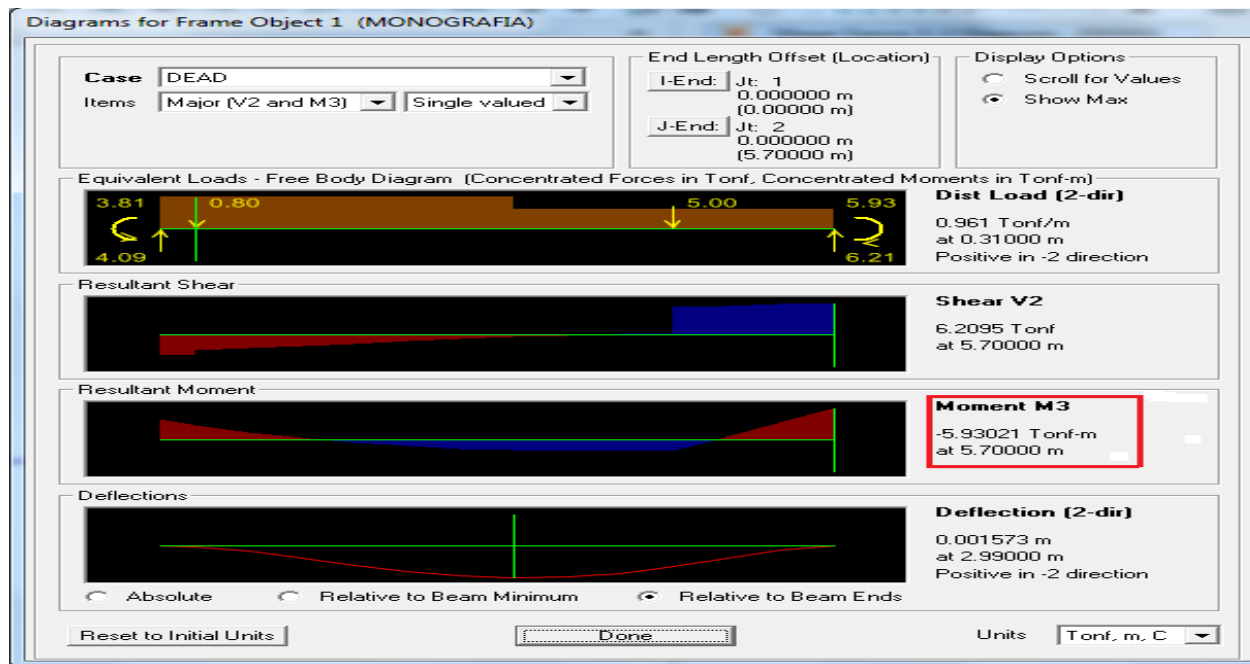 Diagrams for Frame Object 1 (MONOGRAFIA)
Case DEAD
Items Major (V2 and M3) Single valued
End Length Offset (Location)
I-End: Jt: 1
0.000000 m
(0.00000 m)
J-End: Jt: 2
0.000000 m
(5.70000 m)
Display Options
Scroll for Values
Show Max
Equivalent Loads - Free Body Diagram (Concentrated Forces in Tonf, Concentrated Moments in Tonf-m)
3.81 0.80 5.00 5.93
4.09 6.21
Dist Load (2-dir)
0.961 Tonf/m
at 0.31000 m
Positive in -2 direction
Resultant Shear
Shear V2
6.2095 Tonf
at 5.70000 m
Resultant Moment
Moment M3
-5.93021 Tonf-m
at 5.70000 m
Deflections
Deflection (2-dir)
0.001573 m
at 2.99000 m
Positive in -2 direction
Absolute Relative to Beam Minimum Relative to Beam Ends
Reset to Initial Units Done Units Tonf, m, C